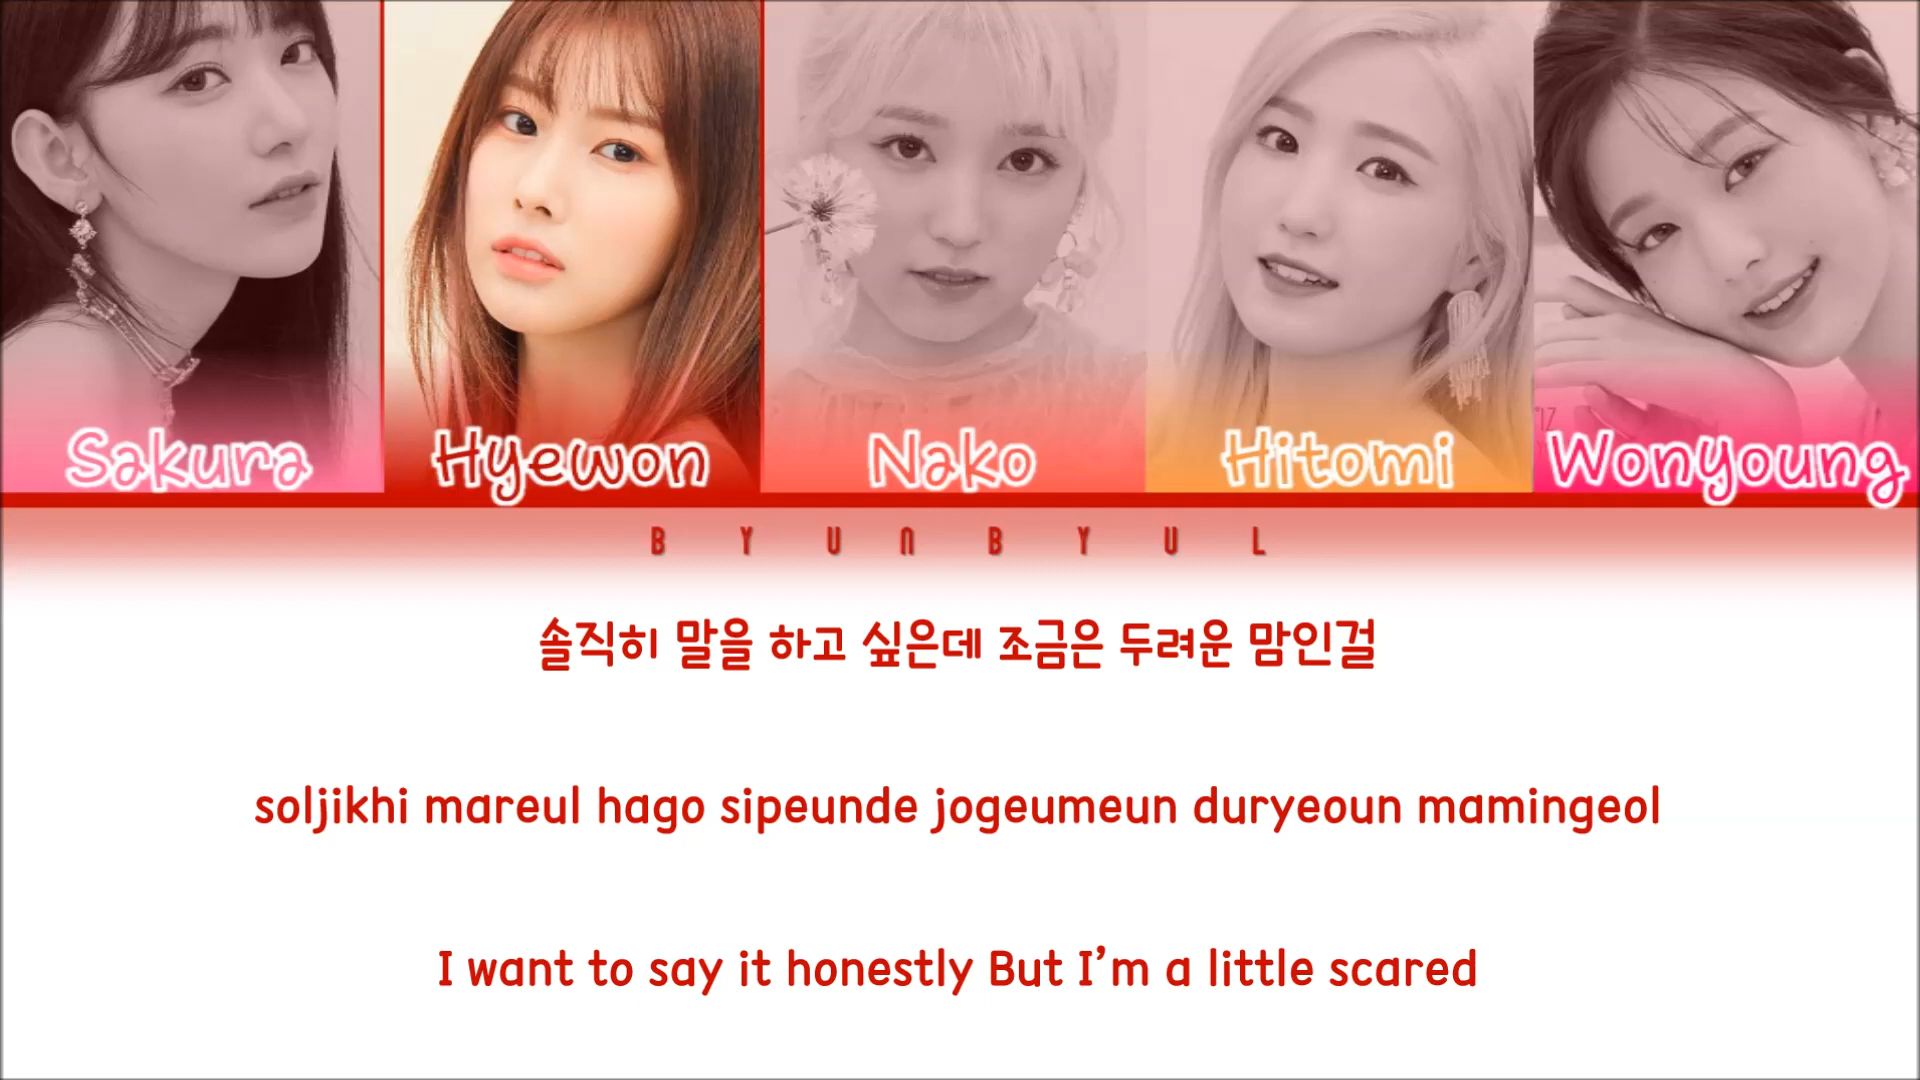 Sakura Hyewon Nako Hitomi Wonyoung
BYUNBYUL
솔직히 말을 하고 싶은데 조금은 두려운 맘인걸
soljikhi mareul hago sipeunde jogeumeun duryeoun mamingeol
I want to say it honestly But I’m a little scared